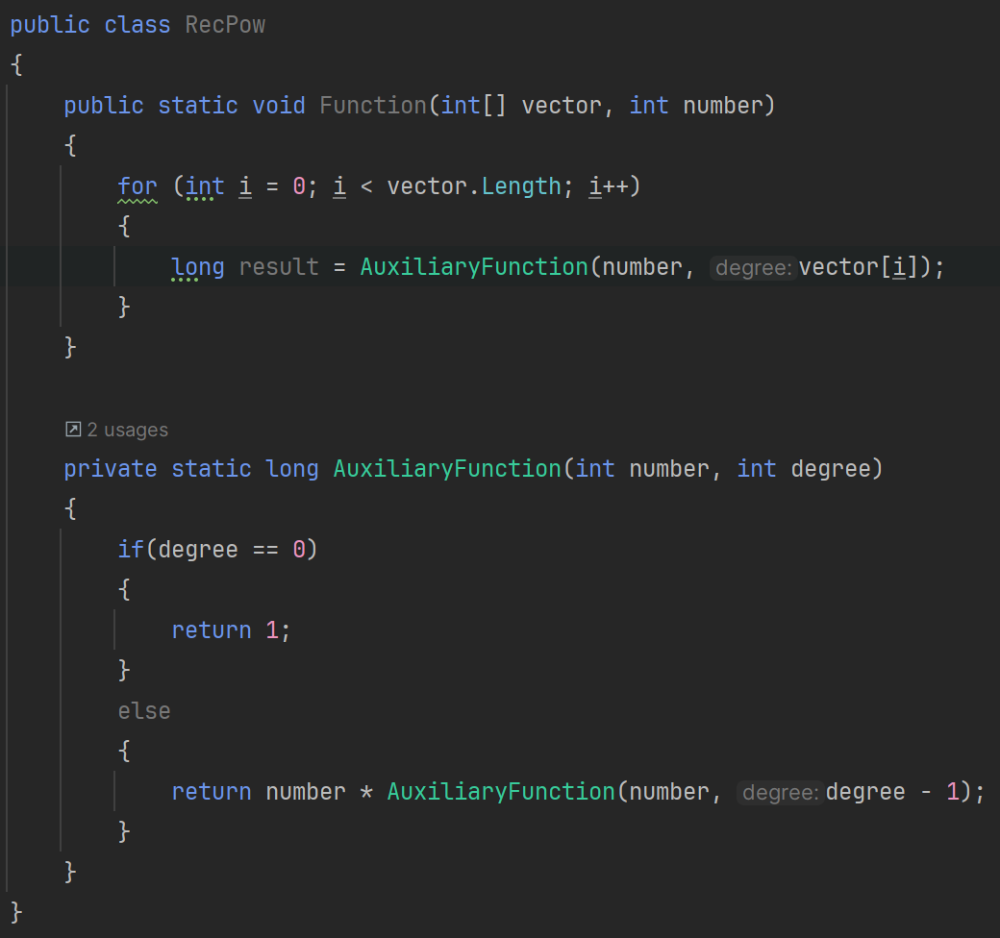 public class RecPow
{
    public static void Function(int[] vector, int number)
    {
        for (int i = 0; i < vector.Length; i++)
        {
            long result = AuxiliaryFunction(number, degree: vector[i]);
        }
    }
2 usages
    private static long AuxiliaryFunction(int number, int degree)
    {
        if(degree == 0)
        {
            return 1;
        }
        else
        {
            return number * AuxiliaryFunction(number, degree: degree - 1);
        }
    }
}